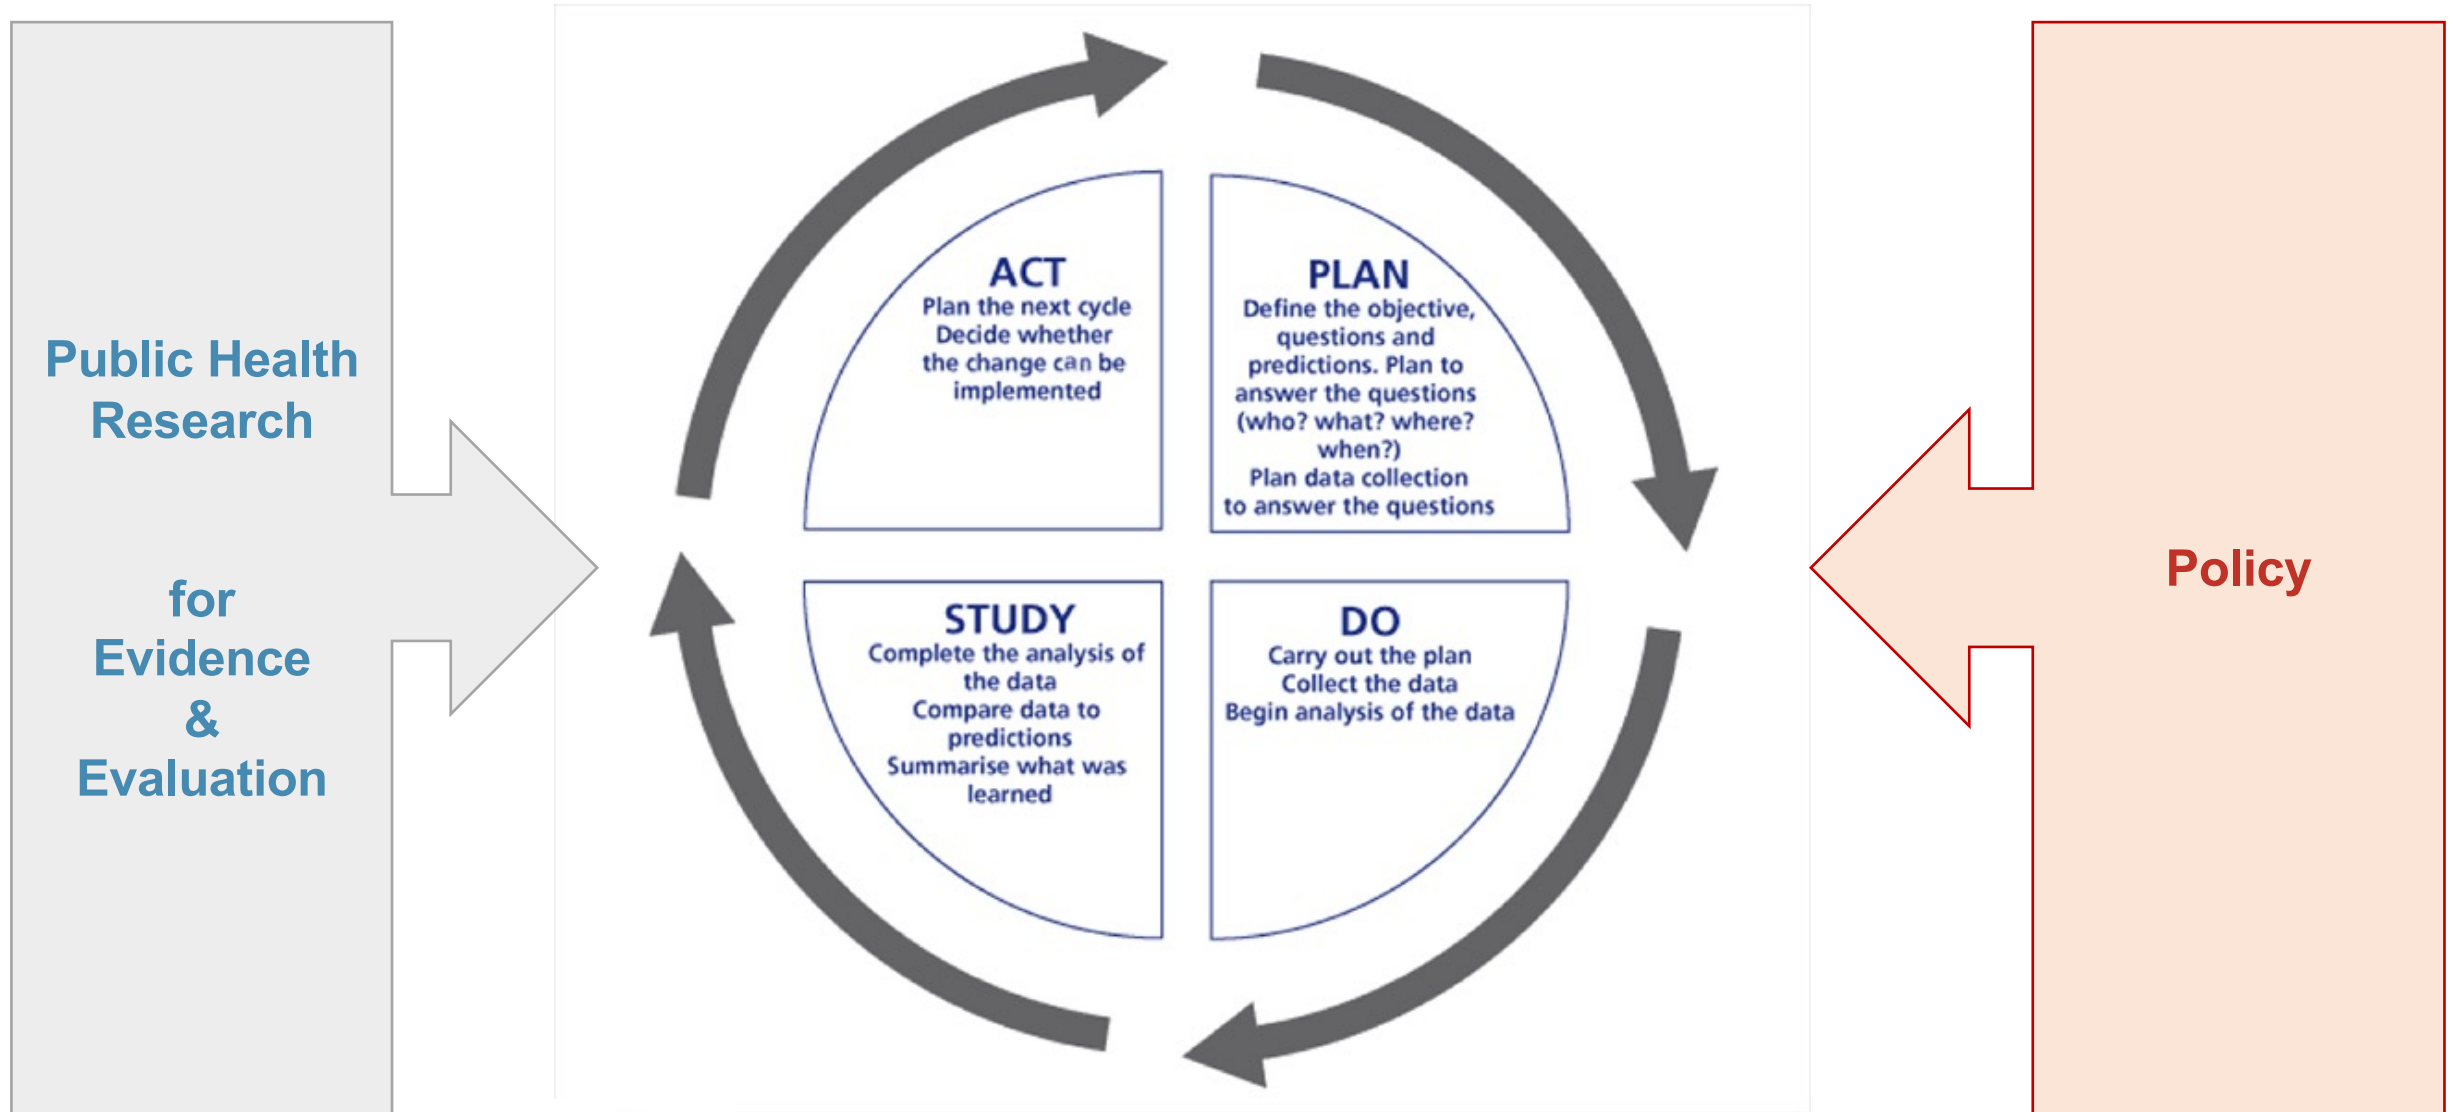 Public Health
Research
for
Evidence
&
Evaluation
ACT
Plan the next cycle
Decide whether
the change can be
implemented
PLAN
Define the objective,
questions and
predictions. Plan to
answer the questions
(who? what? where?
when?)
Plan data collection
to answer the questions
STUDY
Complete the analysis of
the data
Compare data to
predictions
Summarise what was
learned
DO
Carry out the plan
Collect the data
Begin analysis of the data
Policy